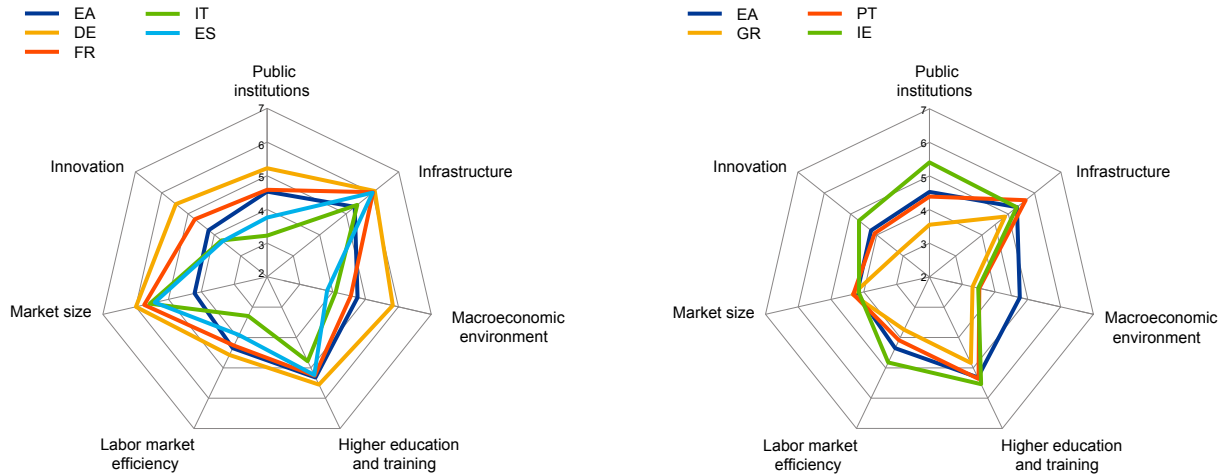 EA
DE
FR
IT
ES
Public
institutions
7
6
5
4
3
2
Infrastructure
Macroeconomic
environment
Higher education
and training
Labor market
efficiency
Market size
Innovation
EA
GR
PT
IE
Public
institutions
7
6
5
4
3
2
Infrastructure
Macroeconomic
environment
Higher education
and training
Labor market
efficiency
Market size
Innovation